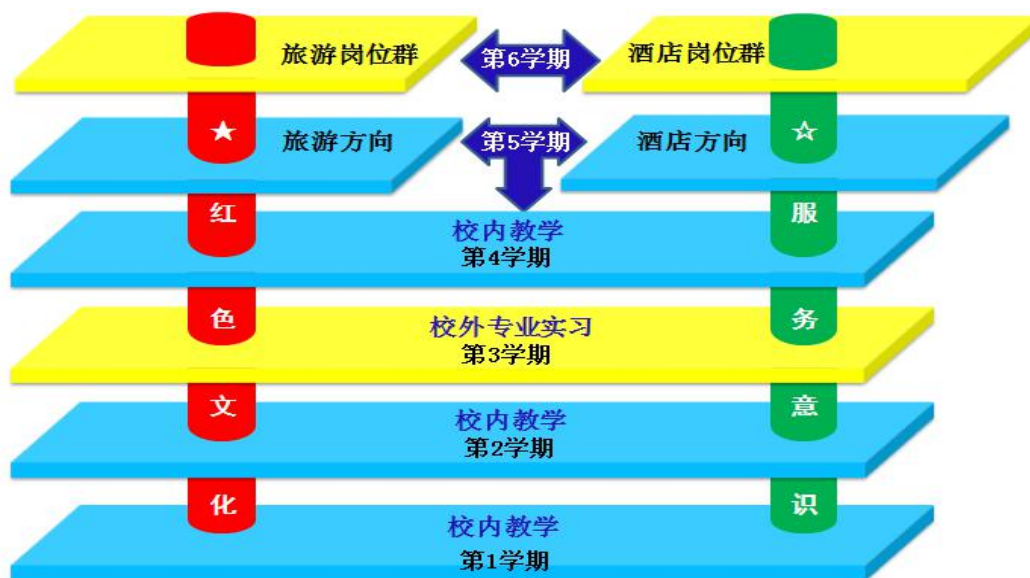 旅游岗位群
第6学期
酒店岗位群
★
旅游方向
第5学期
酒店方向
☆
红
校内教学
服
第4学期
色
校外专业实习
务
第3学期
文
校内教学
意
第2学期
化
校内教学
识
第1学期